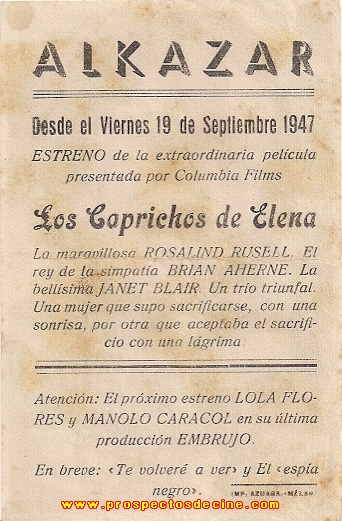 ALKAZAR
Desde el Viernes 19 de Septiembre 1947
ESTRENO de la extraordinaria película
presentada por Columbia Films
Los Caprichos de Elena
La maravillosa ROSALIND RUSELL. El
rey de la simpatía BRIAN AHERNE. La
bellísima JANET BLAIR. Un trío triunfal.
Una mujer que supo sacrificarse, con una
sonrisa, por otra que aceptaba el sacrifi-
cio con una lágrima.
Atención: El próximo estreno LOLA FLO-
RES y MANOLO CARACOL en su última
producción EMBRUJO.
En breve: «Te volveré a ver» y El «espía
negro».
IMP. AZUAGA.-MÉLSO
www.prospectosdecine.com